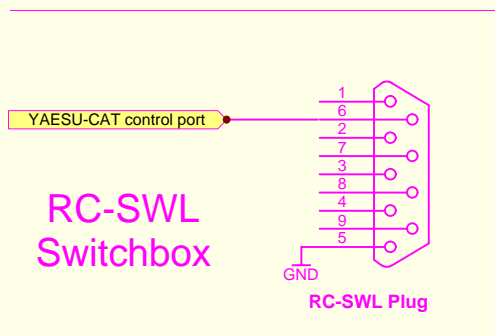 1
6
YAESU-CAT control port
2
7
3
8
4
9
5
RC-SWL
Switchbox
GND
RC-SWL Plug